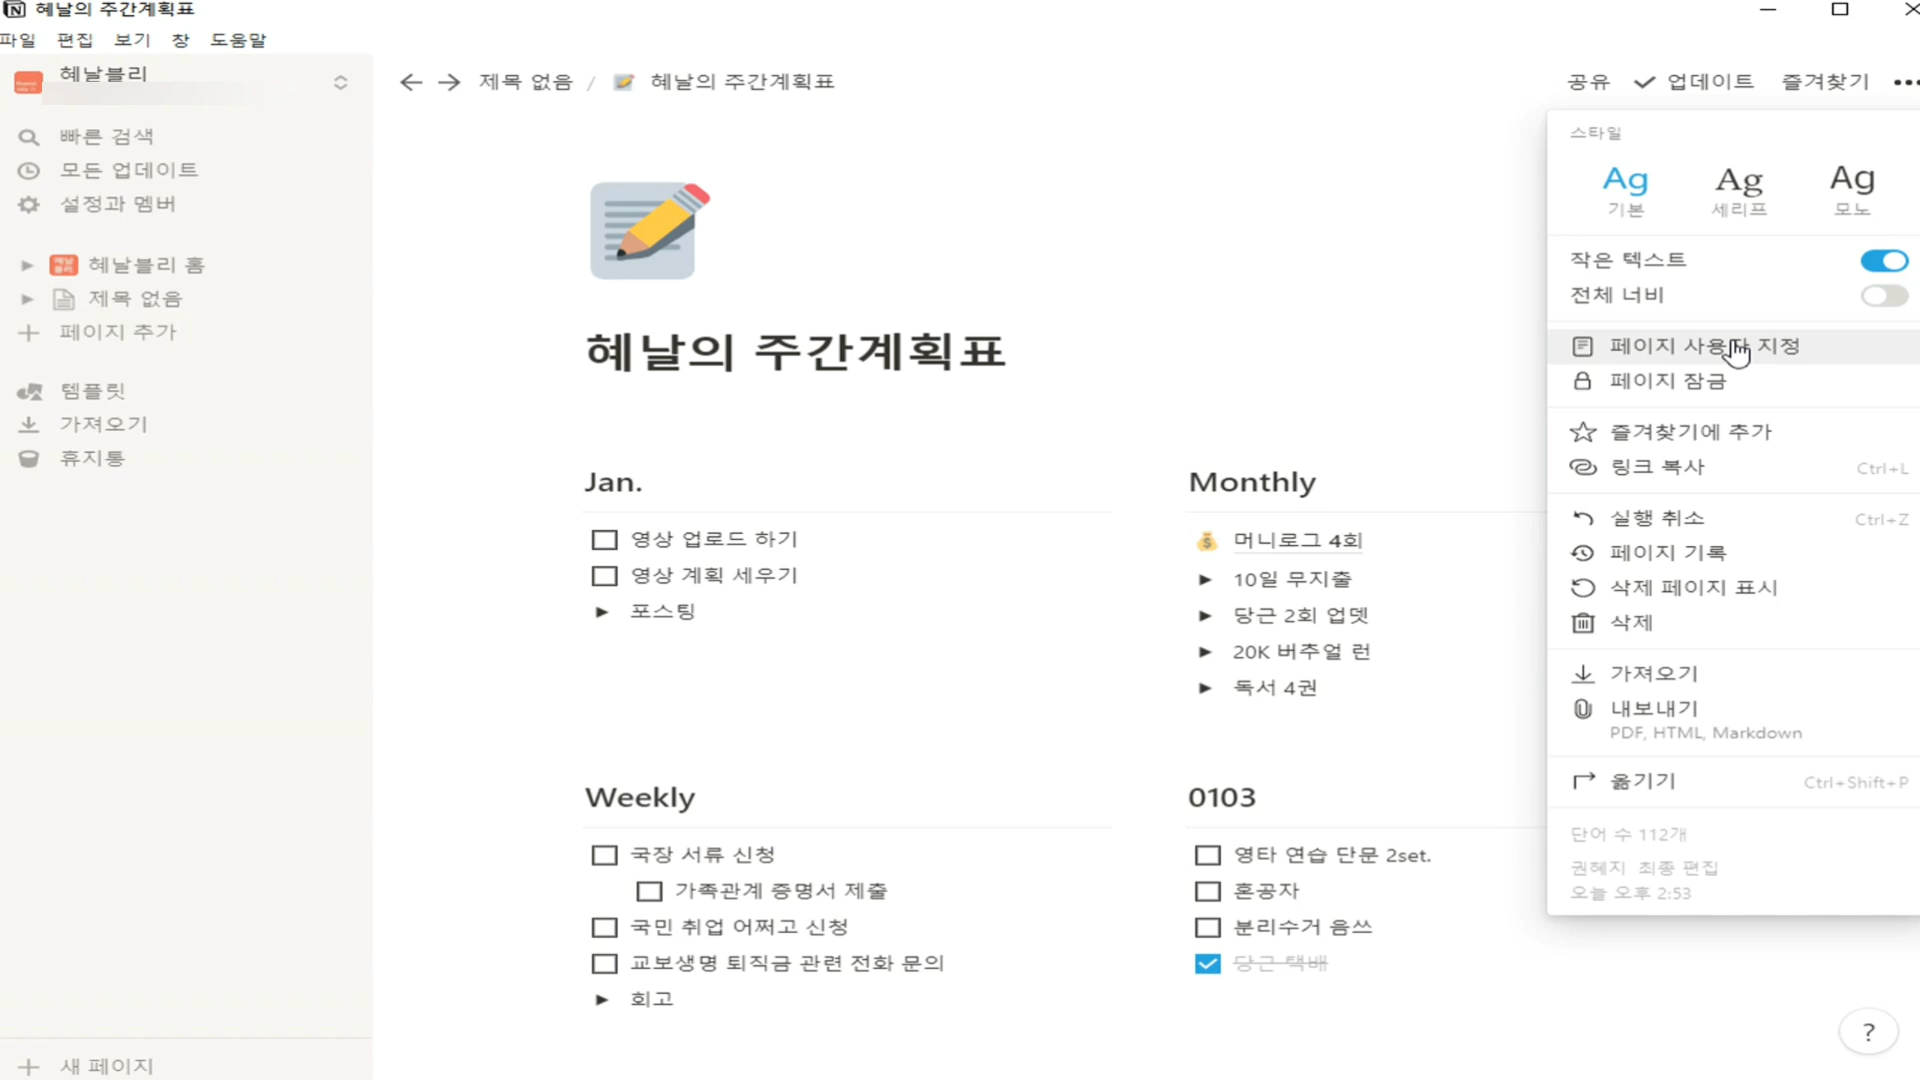 혜날의 주간계획표
파일 편집 보기 창 도움말
혜날블리
빠른 검색
모든 업데이트
설정과 멤버
혜날블리 홈
제목 없음
페이지 추가
템플릿
가져오기
휴지통
새 페이지
제목 없음 / 혜날의 주간계획표
공유 업데이트 즐겨찾기
혜날의 주간계획표
Jan.
영상 업로드 하기
영상 계획 세우기
포스팅
Monthly
머니로그 4회
10일 무지출
당근 2회 업뎃
20K 버추얼 런
독서 4권
Weekly
국장 서류 신청
가족관계 증명서 제출
국민 취업 어쩌고 신청
교보생명 퇴직금 관련 전화 문의
회고
0103
영타 연습 단문 2set.
혼공자
분리수거 음쓰
당근 택배
스타일
Ag Ag Ag
기본 세리프 모노
작은 텍스트
전체 너비
페이지 사용자 지정
페이지 잠금
즐겨찾기에 추가
링크 복사 Ctrl+L
실행 취소 Ctrl+Z
페이지 기록
삭제 페이지 표시
삭제
가져오기
내보내기
PDF, HTML, Markdown
옮기기 Ctrl+Shift+P
단어 수 112개
권혜지 최종 편집
오늘 오후 2:53
?